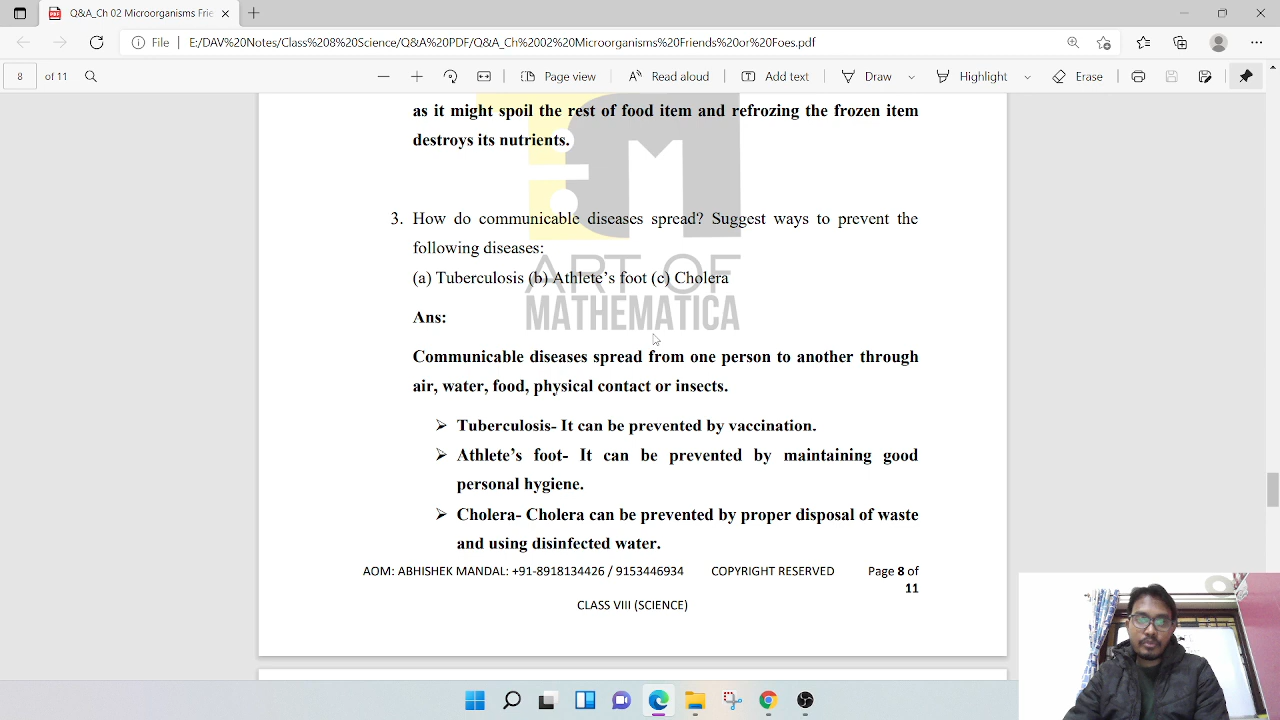 Q&A_Ch 02 Microorganisms Frie
File | E:/DAV%20Notes/Class%208%20Science/Q&A%20PDF/Q&A_Ch%2002%20Microorganisms%20Friends%20or%20Foes.pdf
8 of 11 Page view Read aloud Add text Draw Highlight Erase
as it might spoil the rest of food item and refrozing the frozen item
destroys its nutrients.
3. How do communicable diseases spread? Suggest ways to prevent the
following diseases:
(a) Tuberculosis (b) Athlete's foot (c) Cholera
ART OF
MATHEMATICA
Ans:
Communicable diseases spread from one person to another through
air, water, food, physical contact or insects.
➢ Tuberculosis- It can be prevented by vaccination.
➢ Athlete's foot- It can be prevented by maintaining good
personal hygiene.
➢ Cholera- Cholera can be prevented by proper disposal of waste
and using disinfected water.
AOM: ABHISHEK MANDAL: +91-8918134426 / 9153446934 COPYRIGHT RESERVED Page 8 of
11
CLASS VIII (SCIENCE)